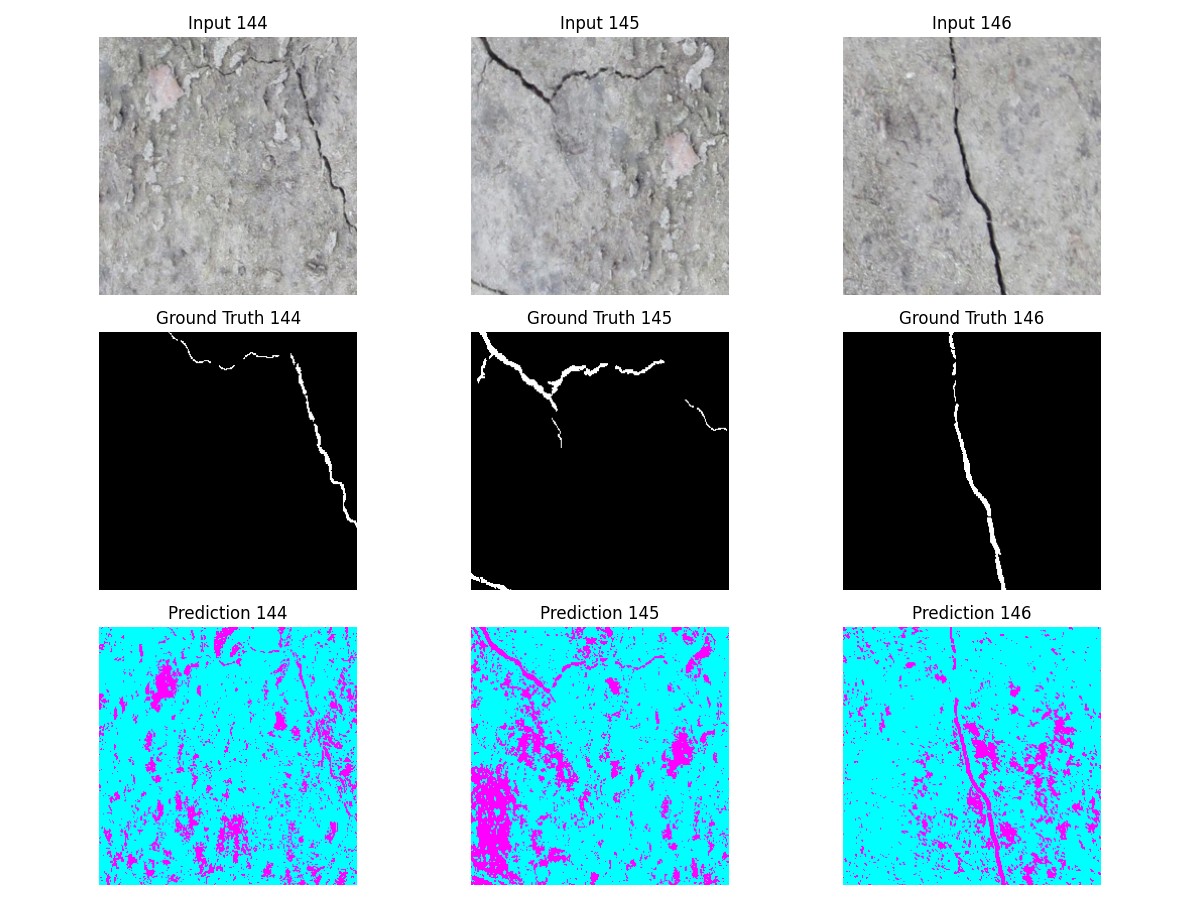 Input 144
Input 145
Input 146
Ground Truth 144
Ground Truth 145
Ground Truth 146
Prediction 144
Prediction 145
Prediction 146